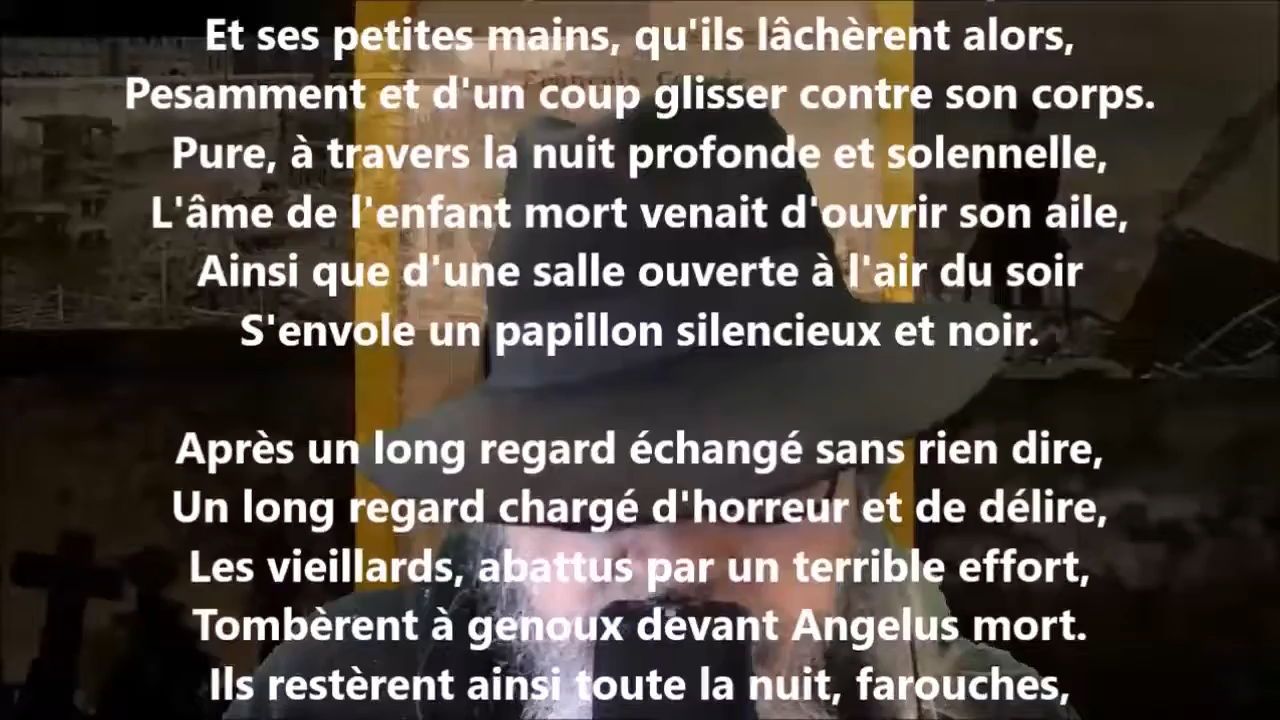 Et ses petites mains, qu'ils lâchèrent alors,
Pesamment et d'un coup glisser contre son corps.
Pure, à travers la nuit profonde et solennelle,
L'âme de l'enfant mort venait d'ouvrir son aile,
Ainsi que d'une salle ouverte à l'air du soir
S'envole un papillon silencieux et noir.
Après un long regard échangé sans rien dire,
Un long regard chargé d'horreur et de délire,
Les vieillards, abattus par un terrible effort,
Tombèrent à genoux devant Angelus mort.
Ils restèrent ainsi toute la nuit, farouches,